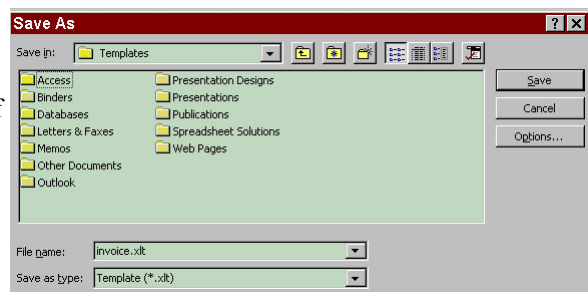 Save As
Save in: Templates
Access Presentation Designs
Binders Presentations
Databases Publications
Letters & Faxes Spreadsheet Solutions
Memos Web Pages
Other Documents
Outlook
Save
Cancel
Options...
File name: invoice.xlt
Save as type: Template (*.xlt)